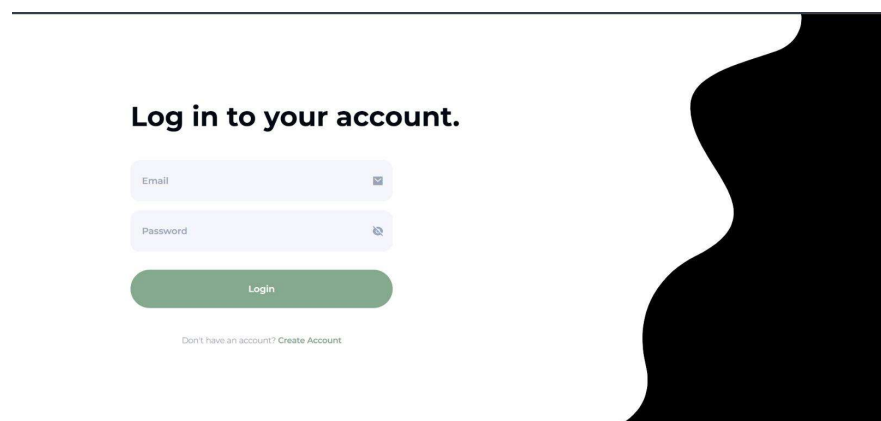 Log in to your account.
Email
Password
Login
Don't have an account? Create Account